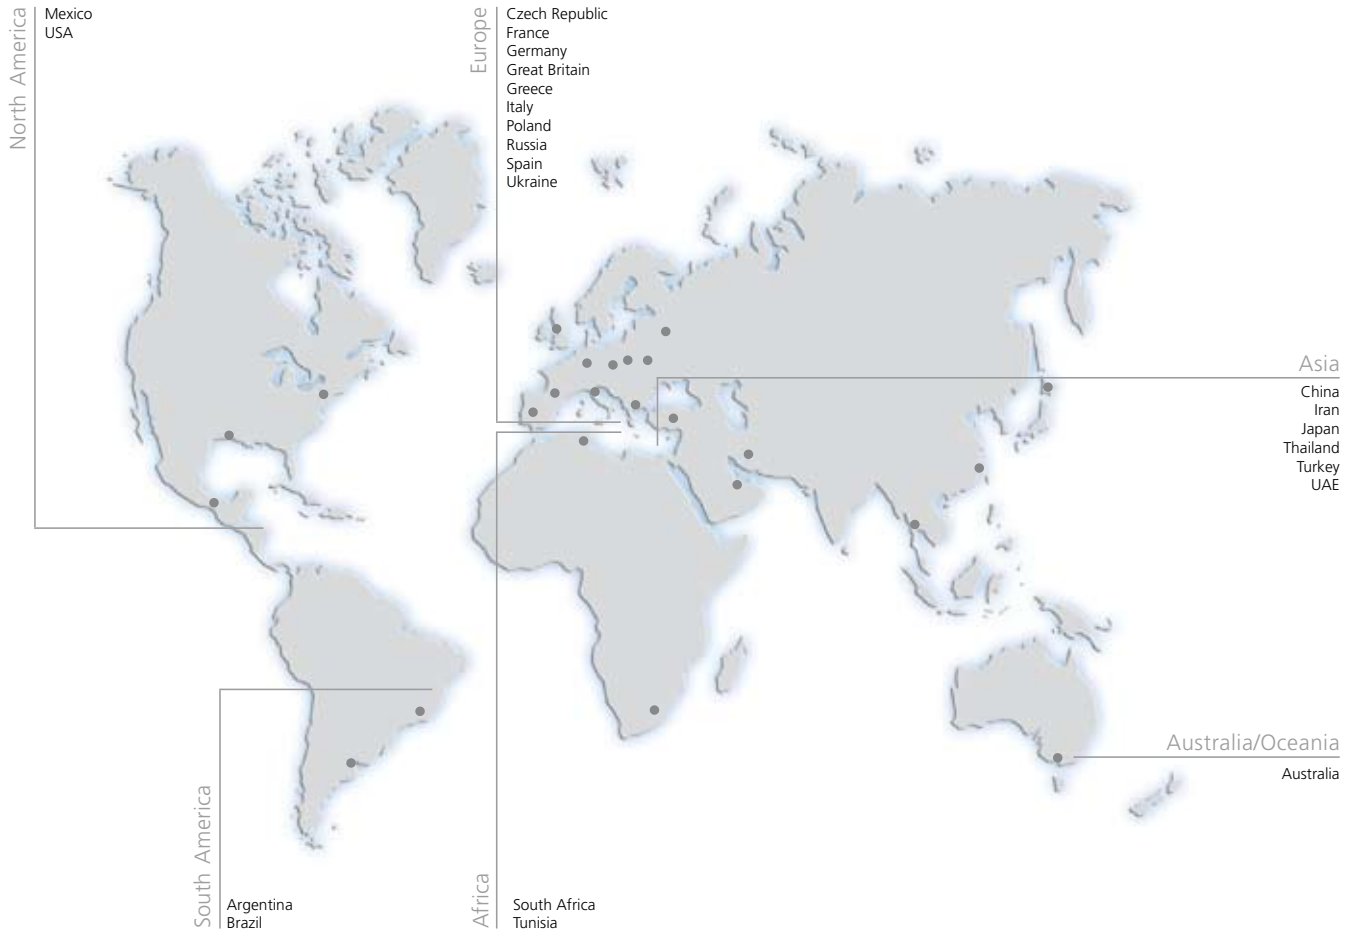 North America
Mexico
USA
Europe
Czech Republic
France
Germany
Great Britain
Greece
Italy
Poland
Russia
Spain
Ukraine
Asia
China
Iran
Japan
Thailand
Turkey
UAE
Australia/Oceania
Australia
South America
Argentina
Brazil
Africa
South Africa
Tunisia